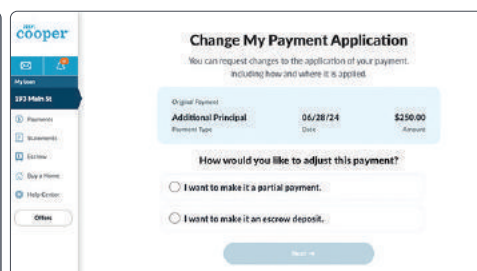 mr.
cooper
My loans
193 Main St
Payments
Statements
Escrow
Buy a Home
Help Center
Offers
Change My Payment Application
You can request changes to the application of your payment,
including how and where it is applied.
Original Payment
Additional Principal
06/28/24
$250.00
Payment Type
Date
Amount
How would you like to adjust this payment?
I want to make it a partial payment.
I want to make it an escrow deposit.
Next →